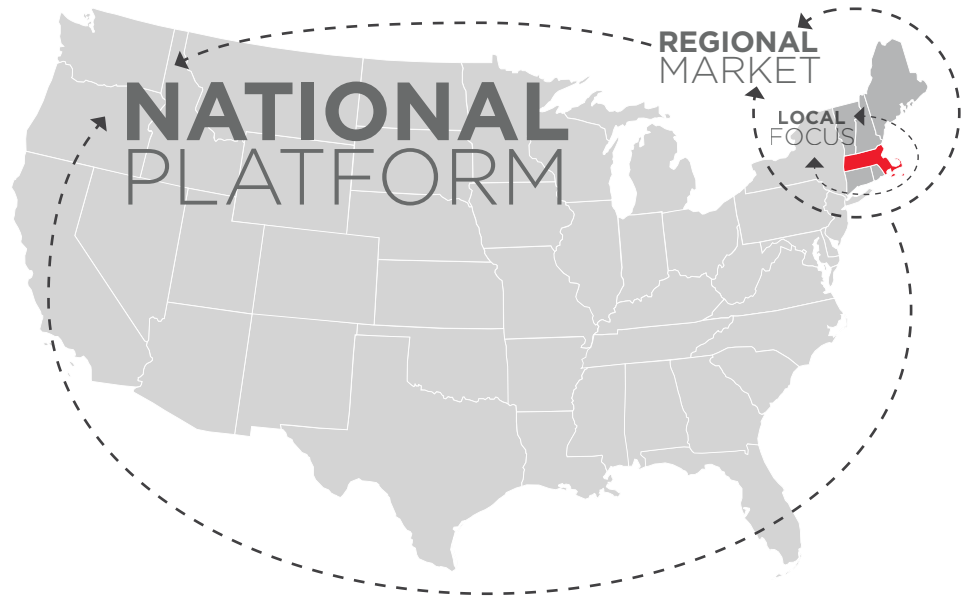 NATIONAL
PLATFORM
REGIONAL
MARKET
LOCAL
FOCUS